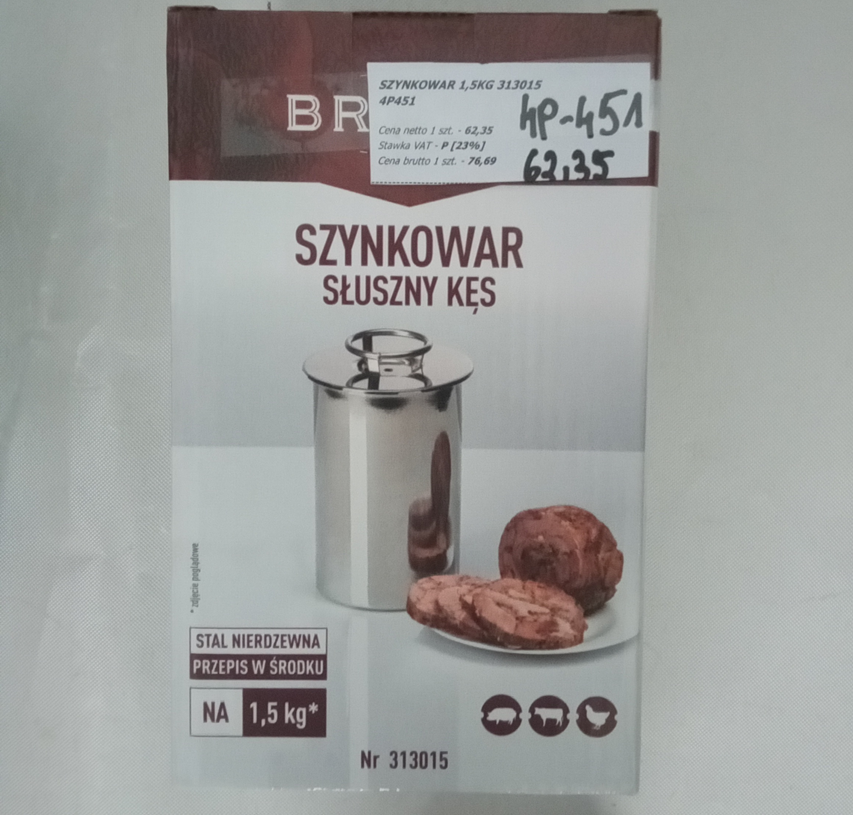 BR
SZYNKOWAR 1,5KG 313015
4P451
Cena netto 1 szt. - 62,35
Stawka VAT - P [23%]
Cena brutto 1 szt. - 76,69
4P-451
62,35
SZYNKOWAR
SŁUSZNY KĘS
* zdjęcie poglądowe
STAL NIERDZEWNA
PRZEPIS W ŚRODKU
NA 1,5 kg*
Nr 313015